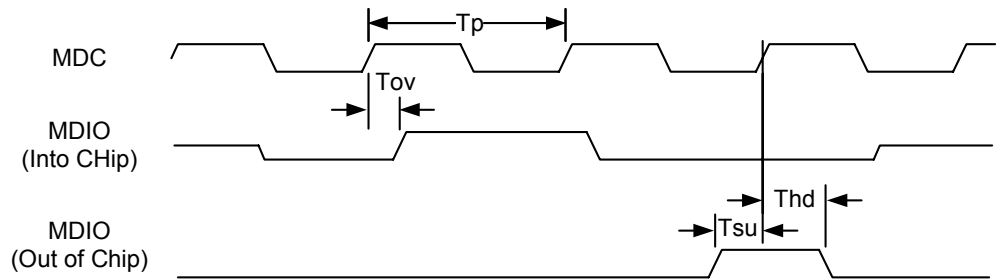 Tp
MDC
Tov
MDIO
(Into CHip)
Thd
MDIO
Tsu
(Out of Chip)